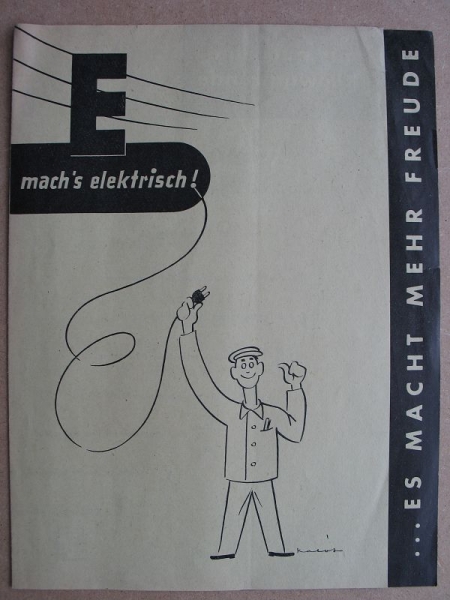 E
mach's elektrisch!
...ES MACHT MEHR FREUDE